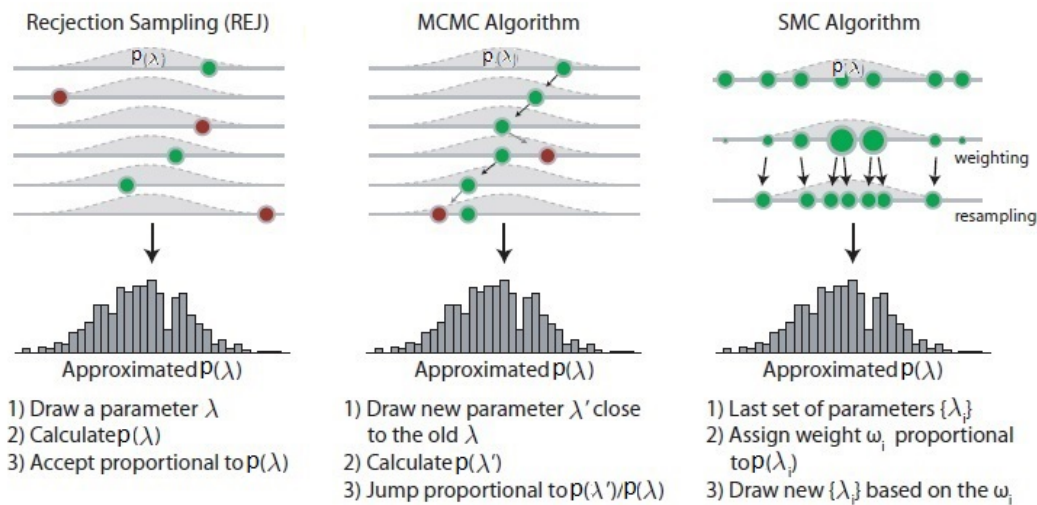 Recjection Sampling (REJ)
p(λ)
Approximated p(λ)
1) Draw a parameter λ
2) Calculate p(λ)
3) Accept proportional to p(λ)
MCMC Algorithm
p(λ)
Approximated p(λ)
1) Draw new parameter λ' close
to the old λ
2) Calculate p(λ')
3) Jump proportional to p(λ')/p(λ)
SMC Algorithm
p(λ)
weighting
resampling
Approximated p(λ)
1) Last set of parameters {λi}
2) Assign weight ωi proportional
to p(λi)
3) Draw new {λi} based on the ωi